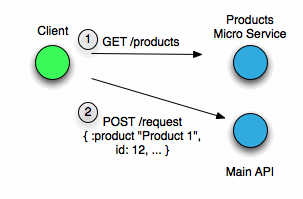 Client
Products
Micro Service
1
GET /products
2
POST /request
{ :product "Product 1",
id: 12, ... }
Main API